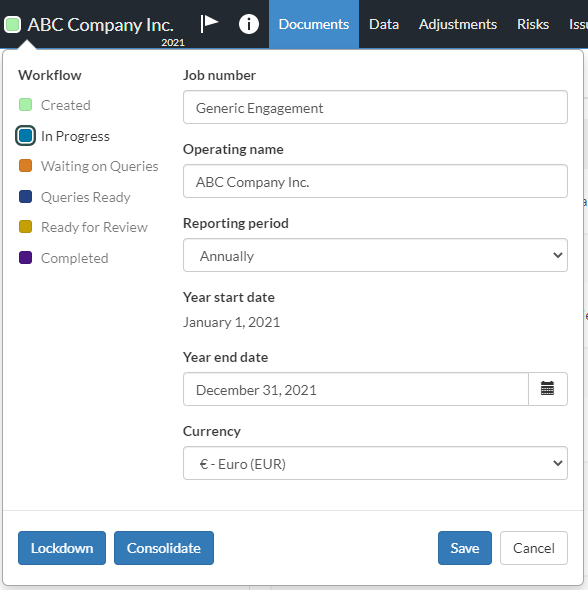 ABC Company Inc.
2021
Documents
Data
Adjustments
Risks
Workflow
Created
In Progress
Waiting on Queries
Queries Ready
Ready for Review
Completed
Job number
Generic Engagement
Operating name
ABC Company Inc.
Reporting period
Annually
Year start date
January 1, 2021
Year end date
December 31, 2021
Currency
€ - Euro (EUR)
Lockdown
Consolidate
Save
Cancel